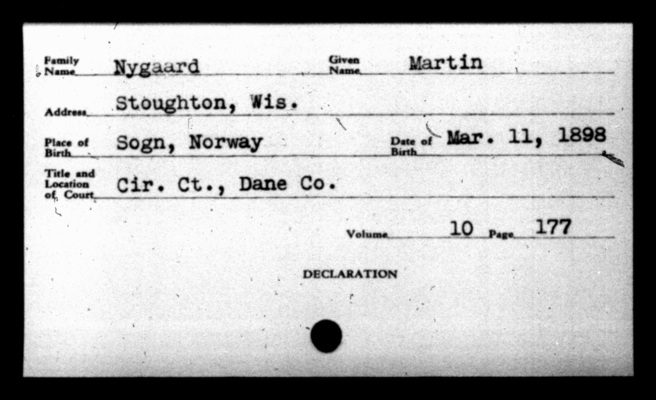 Family Name Nygaard Given Name Martin
Address Stoughton, Wis.
Place of Birth Sogn, Norway Date of Birth Mar. 11, 1898
Title and Location of Court Cir. Ct., Dane Co.
Volume 10 Page 177
DECLARATION